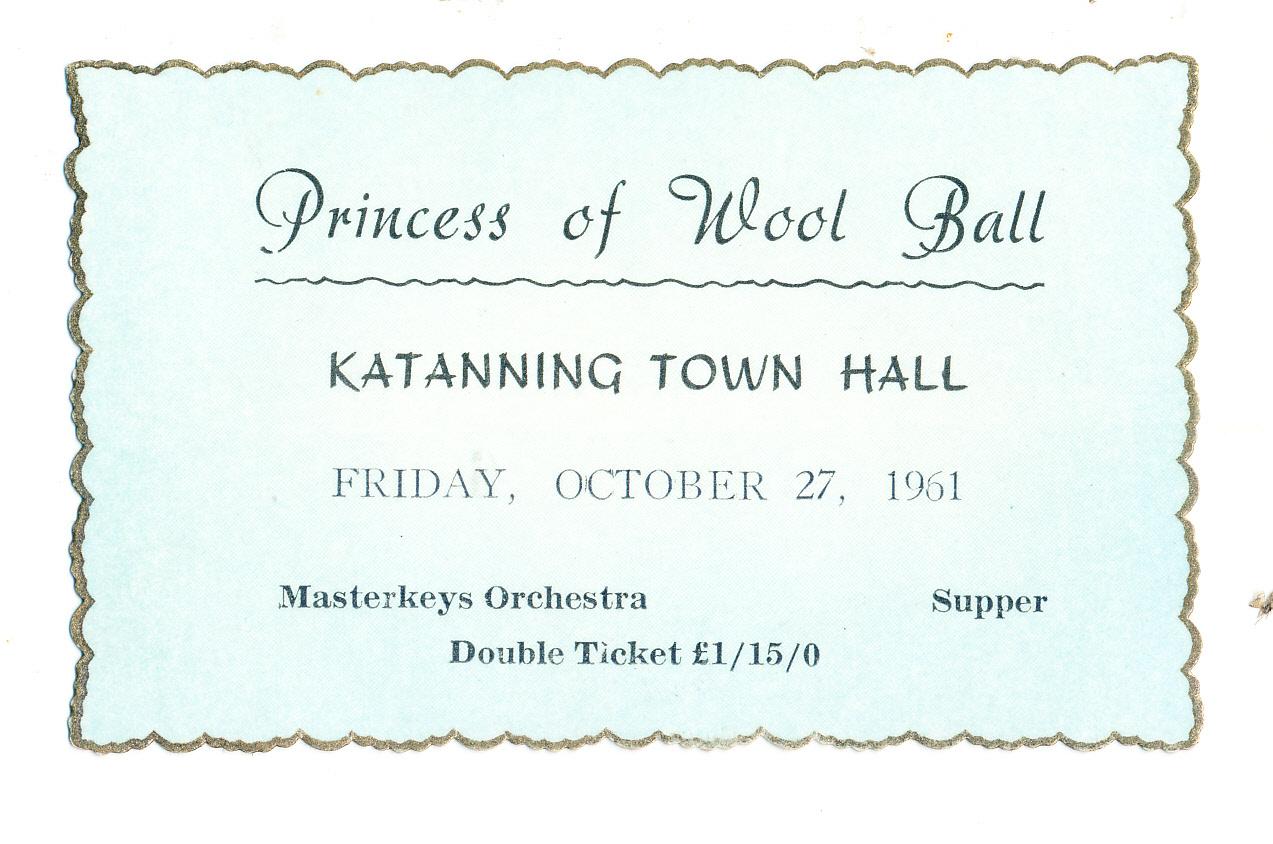 Princess of Wool Ball
KATANNING TOWN HALL
FRIDAY, OCTOBER 27, 1961
Masterkeys Orchestra Supper
Double Ticket £1/15/0